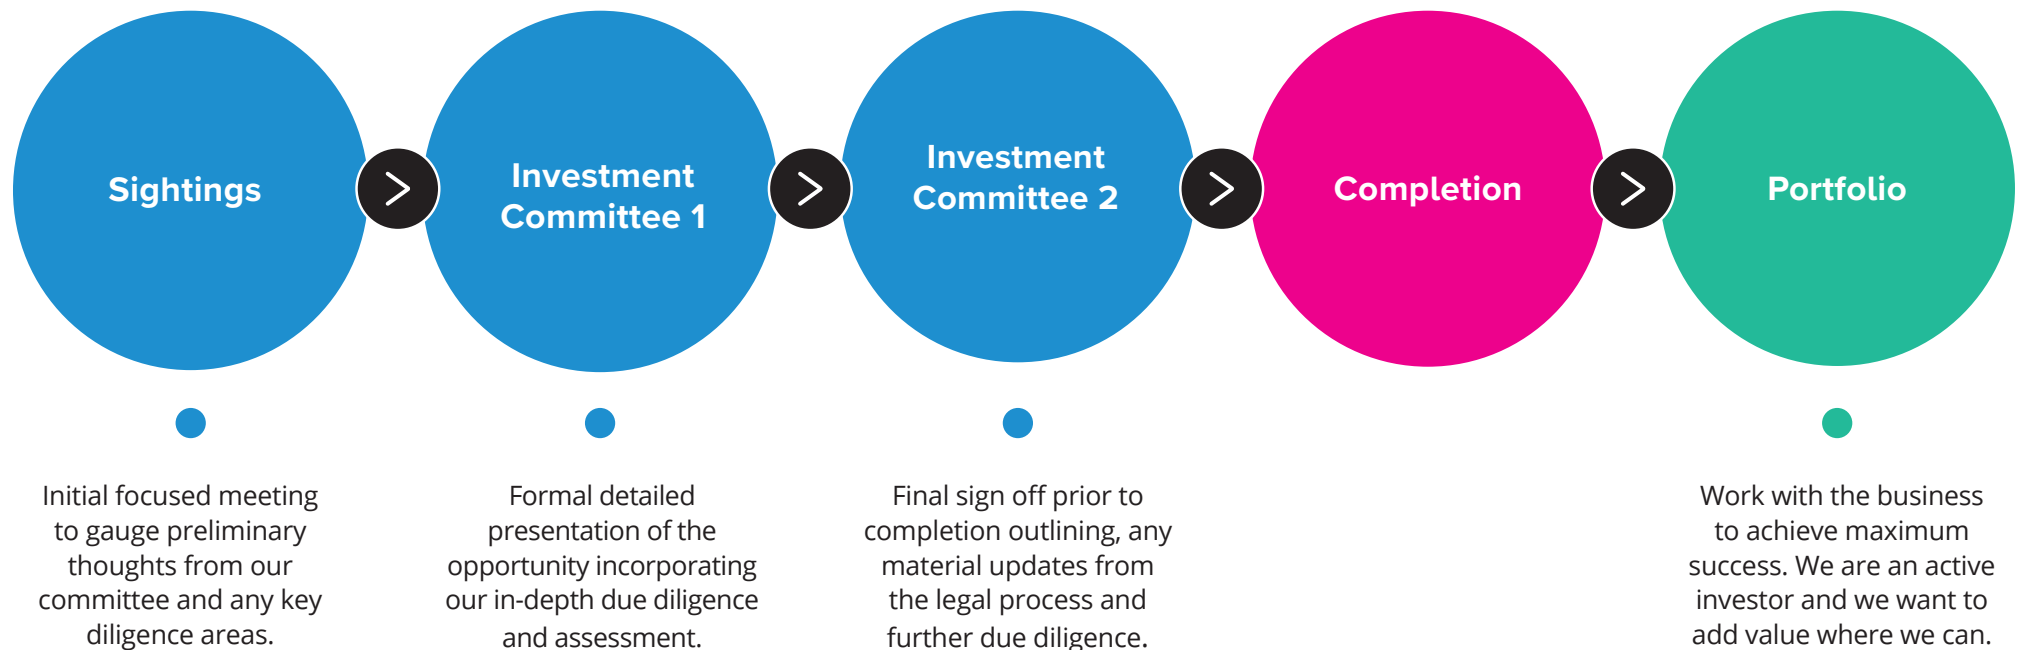 Sightings
Investment
Committee 1
Investment
Committee 2
Completion
Portfolio
Initial focused meeting
to gauge preliminary
thoughts from our
committee and any key
diligence areas.
Formal detailed
presentation of the
opportunity incorporating
our in-depth due diligence
and assessment.
Final sign off prior to
completion outlining, any
material updates from
the legal process and
further due diligence.
Work with the business
to achieve maximum
success. We are an active
investor and we want to
add value where we can.